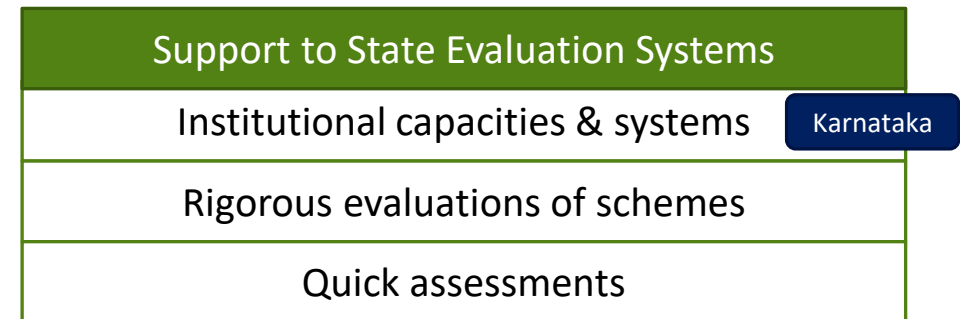 Support to State Evaluation Systems
Institutional capacities & systems
Karnataka
Rigorous evaluations of schemes
Quick assessments